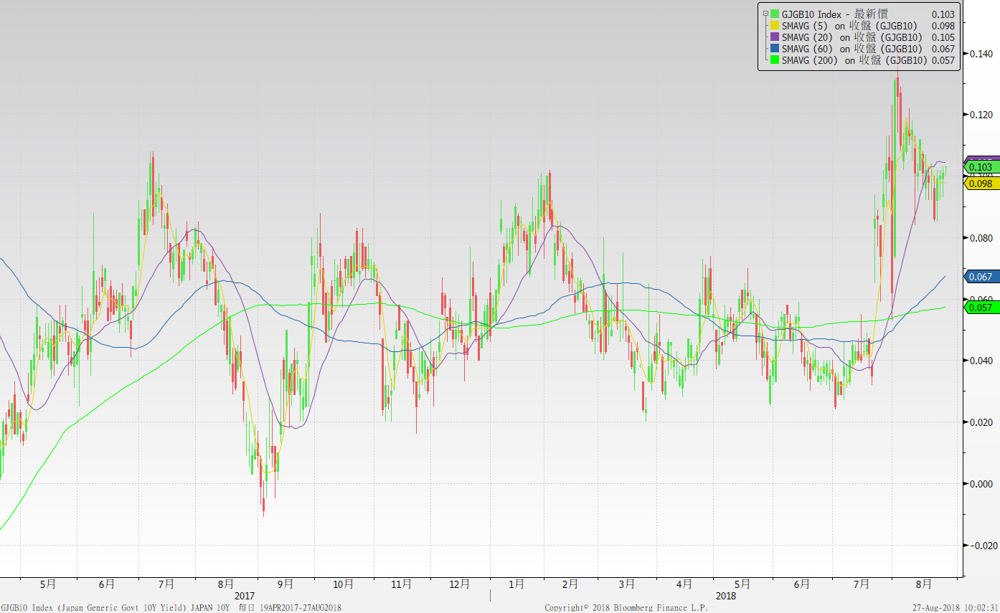 GJGB10 Index - 最新價 0.103
SMAVG (5) on 收盤 (GJGB10) 0.098
SMAVG (20) on 收盤 (GJGB10) 0.105
SMAVG (60) on 收盤 (GJGB10) 0.067
SMAVG (200) on 收盤 (GJGB10) 0.057
0.140
0.120
0.103
0.098
0.080
0.067
0.060
0.057
0.040
0.020
0.000
-0.020
5月 6月 7月 8月 9月 10月 11月 12月 1月 2月 3月 4月 5月 6月 7月 8月
2017 2018
GJGB10 Index (Japan Generic Govt 10Y Yield) JAPAN 10Y 每日 19APR2017-27AUG2018 Copyright© 2018 Bloomberg Finance L.P. 27-Aug-2018 10:02:31